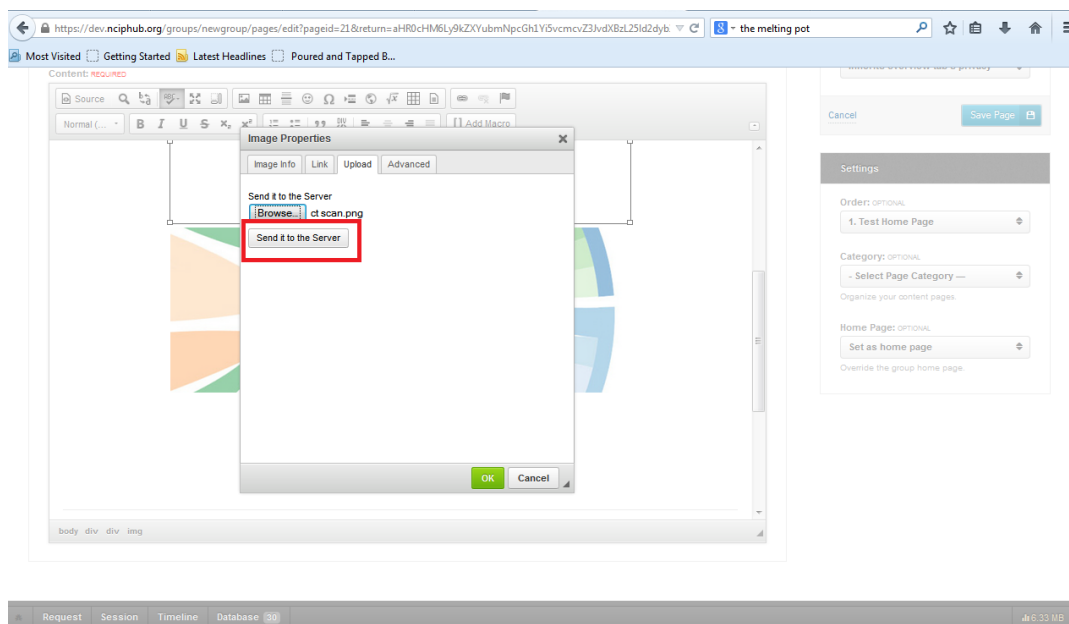 https://dev.nciphub.org/groups/newgroup/pages/edit?pageid=21&return=aHR0cHM6Ly9kZXYubmNpcGh1Yi5vcmcvZ3JvdXBzL25ld2dyb
the melting pot
Most Visited Getting Started Latest Headlines Poured and Tapped B...
Content: REQUIRED
Source
Normal (...
B I U S x₂ x² Add Macro
Image Properties
Image Info Link Upload Advanced
Send it to the Server
Browse... ct scan.png
Send it to the Server
OK Cancel
body div div img
Cancel Save Page
Settings
Order: OPTIONAL
1. Test Home Page
Category: OPTIONAL
- Select Page Category —
Organize your content pages.
Home Page: OPTIONAL
Set as home page
Override the group home page.
Request Session Timeline Database 30
6.33 MB